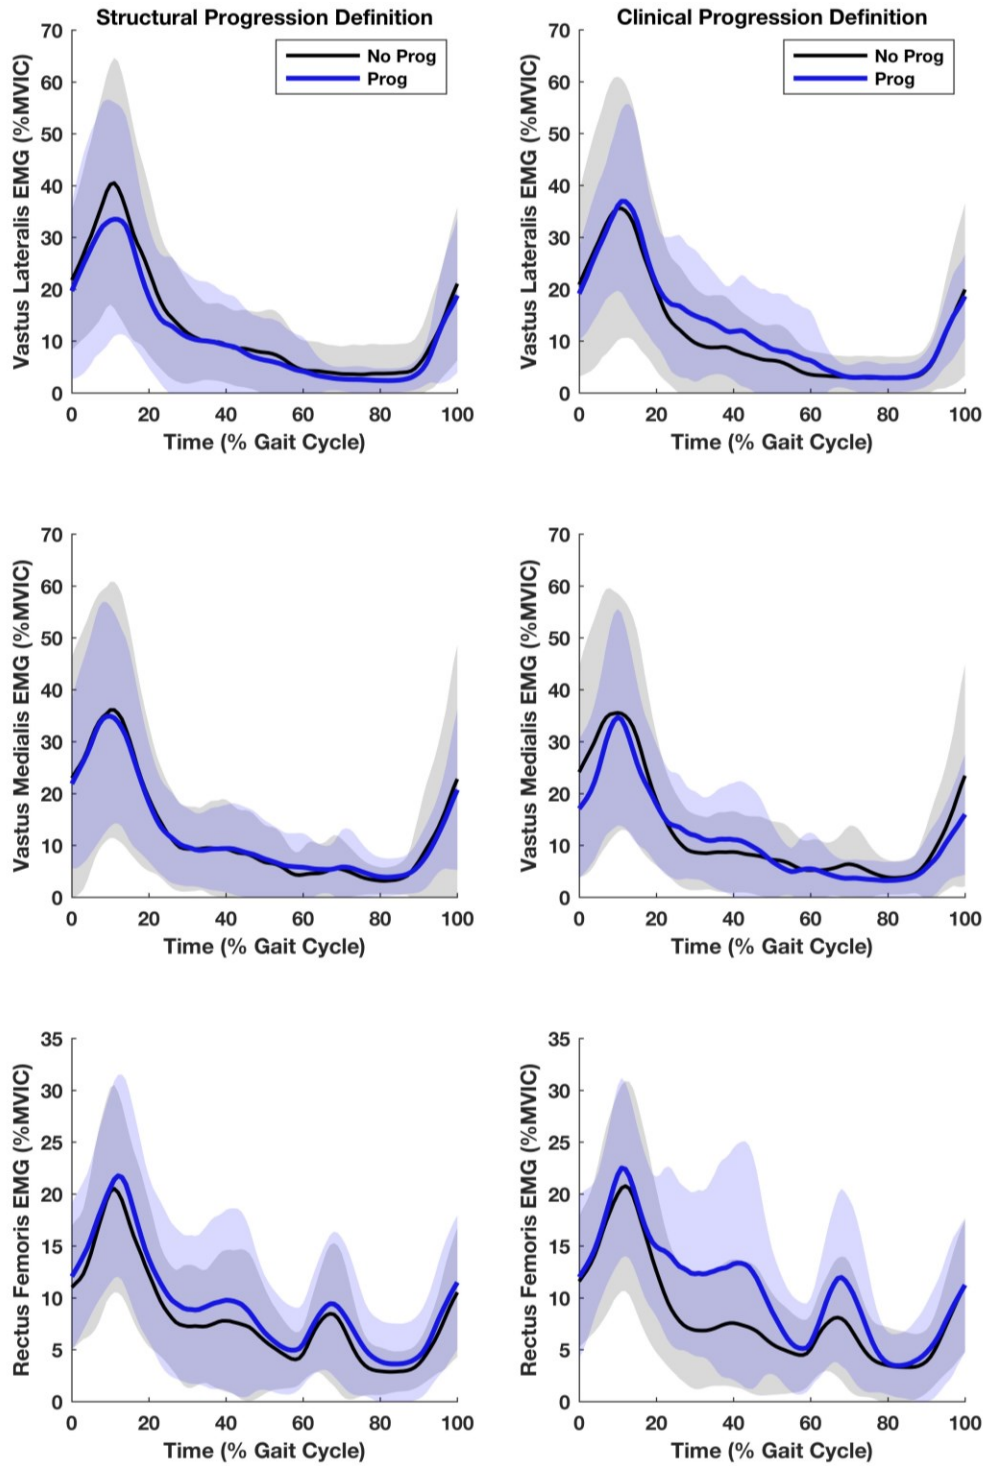 Structural Progression Definition
Vastus Lateralis EMG (%MVIC)
70
60
50
40
30
20
10
0
No Prog
Prog
0 20 40 60 80 100
Time (% Gait Cycle)
Clinical Progression Definition
Vastus Lateralis EMG (%MVIC)
70
60
50
40
30
20
10
0
No Prog
Prog
0 20 40 60 80 100
Time (% Gait Cycle)
Vastus Medialis EMG (%MVIC)
70
60
50
40
30
20
10
0
0 20 40 60 80 100
Time (% Gait Cycle)
Vastus Medialis EMG (%MVIC)
70
60
50
40
30
20
10
0
0 20 40 60 80 100
Time (% Gait Cycle)
Rectus Femoris EMG (%MVIC)
35
30
25
20
15
10
5
0
0 20 40 60 80 100
Time (% Gait Cycle)
Rectus Femoris EMG (%MVIC)
35
30
25
20
15
10
5
0
0 20 40 60 80 100
Time (% Gait Cycle)